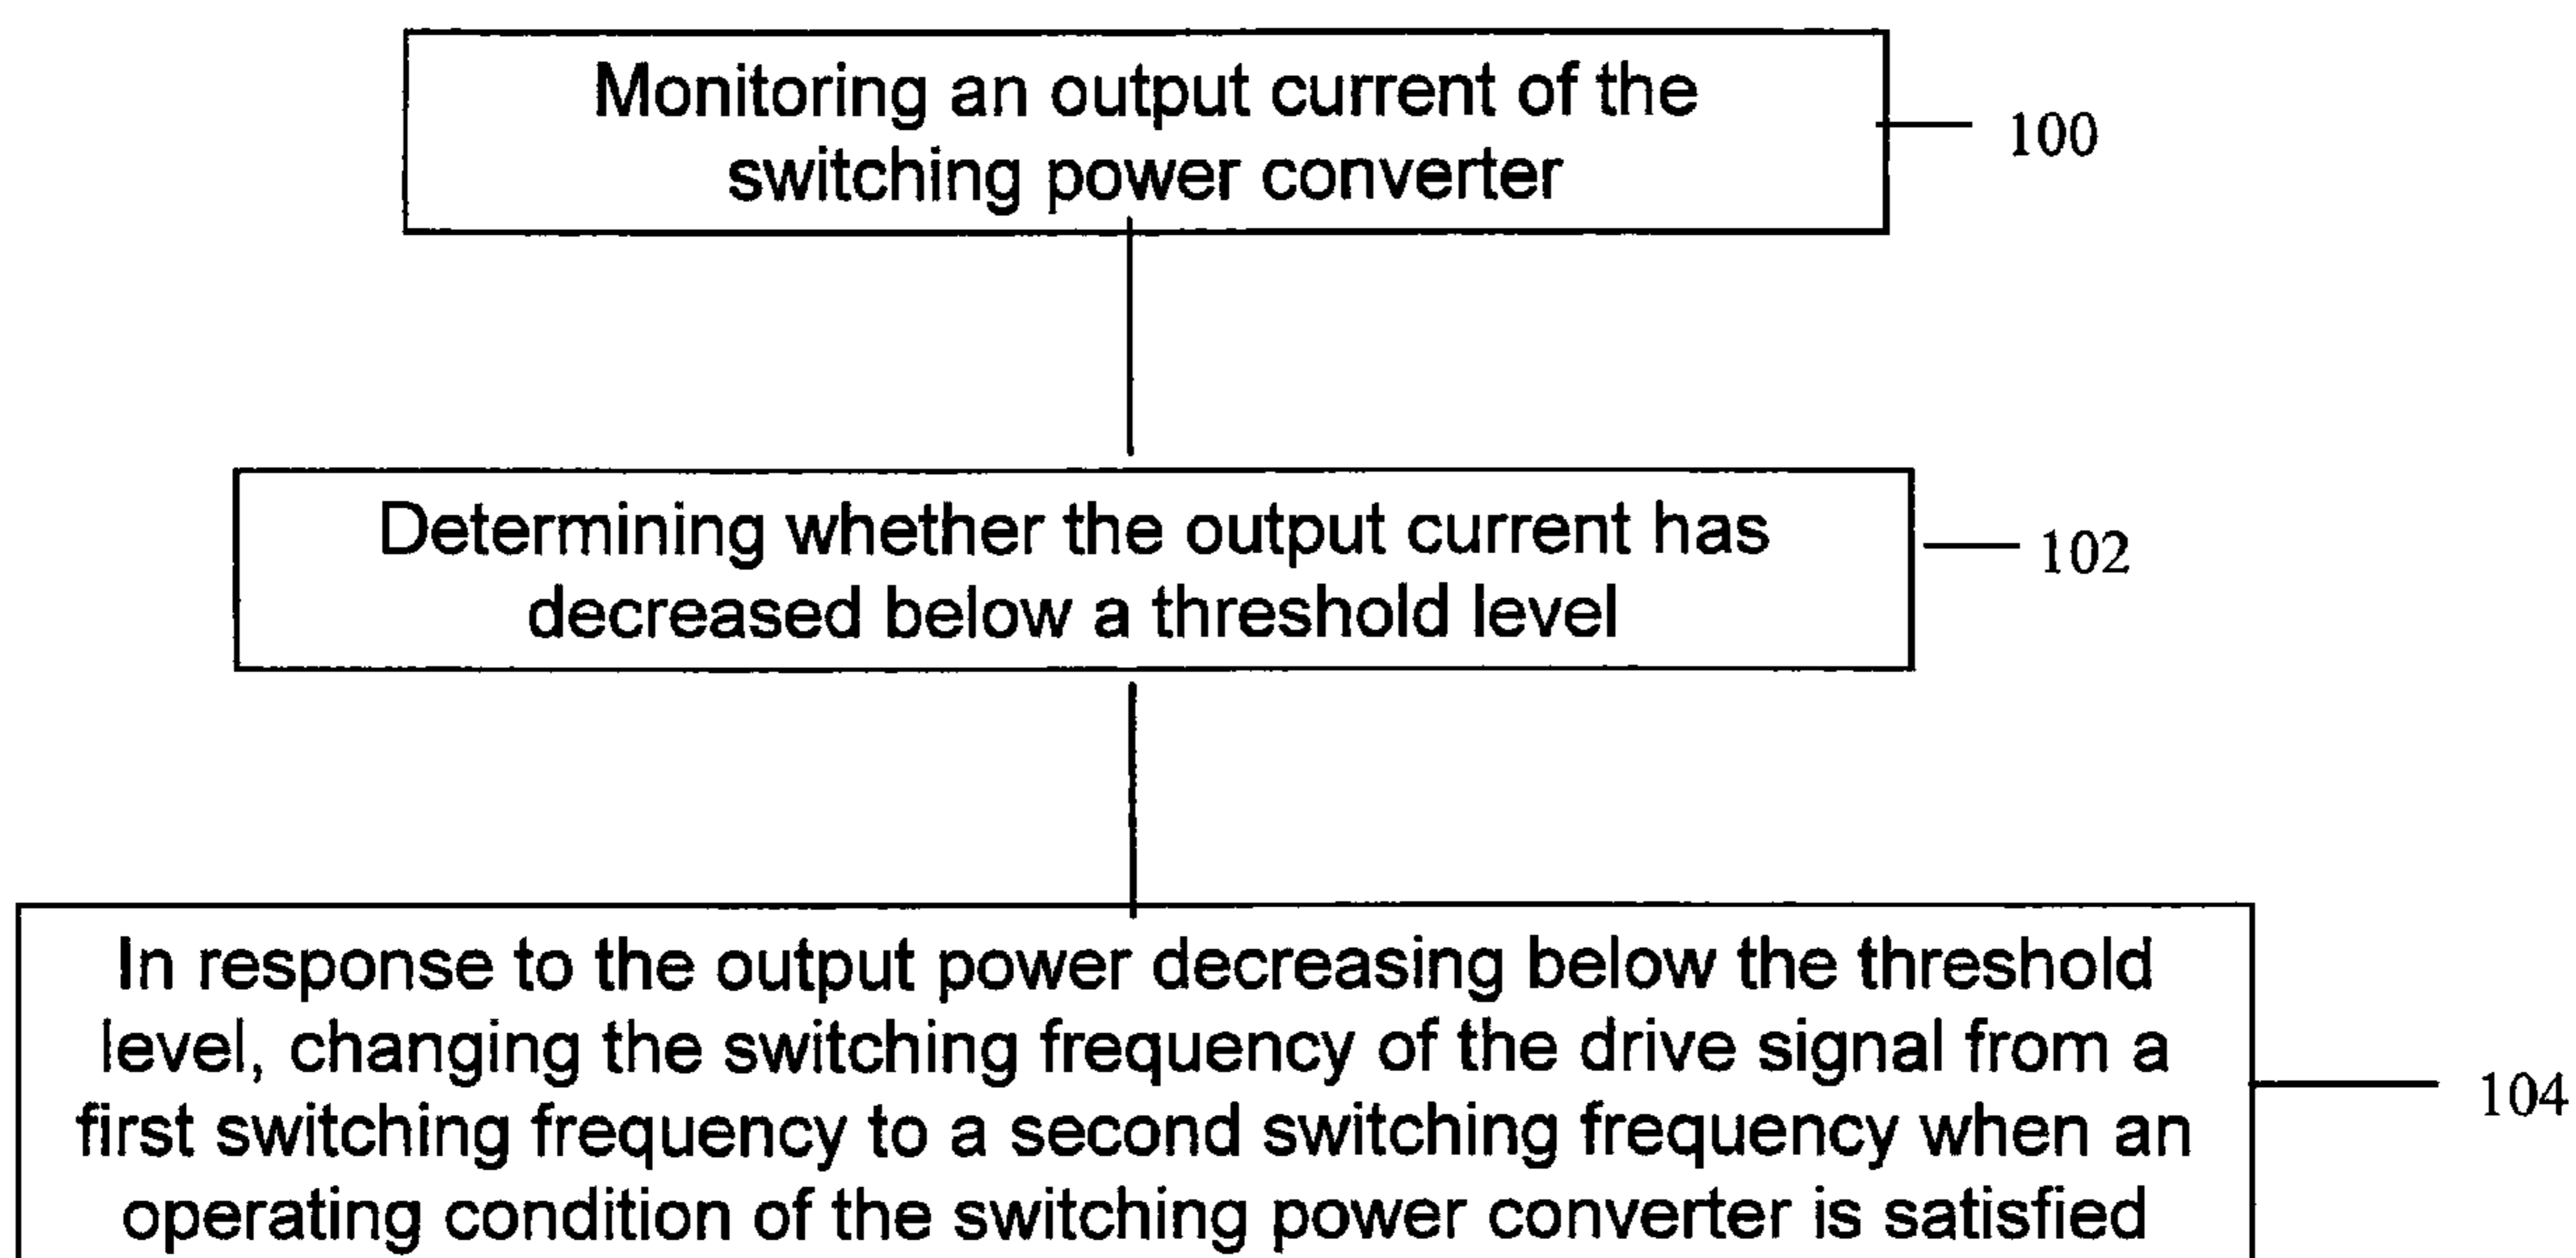 Monitoring an output current of the
switching power converter
100
Determining whether the output current has
decreased below a threshold level
102
In response to the output power decreasing below the threshold
level, changing the switching frequency of the drive signal from a
first switching frequency to a second switching frequency when an
operating condition of the switching power converter is satisfied
104